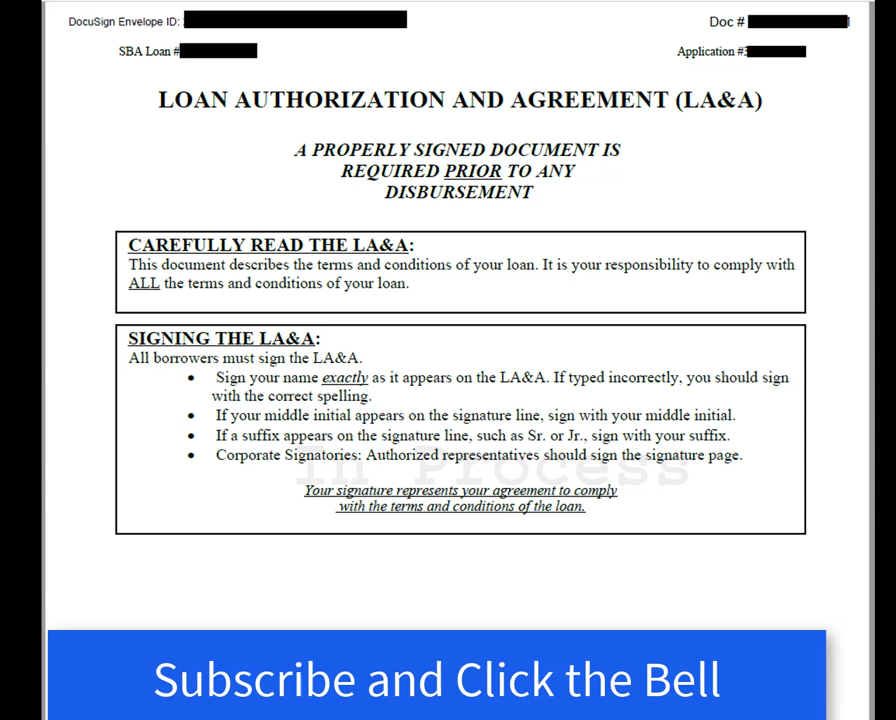 DocuSign Envelope ID:
Doc #
SBA Loan #
Application #3
LOAN AUTHORIZATION AND AGREEMENT (LA&A)
A PROPERLY SIGNED DOCUMENT IS
REQUIRED PRIOR TO ANY
DISBURSEMENT
CAREFULLY READ THE LA&A:
This document describes the terms and conditions of your loan. It is your responsibility to comply with
ALL the terms and conditions of your loan.
SIGNING THE LA&A:
All borrowers must sign the LA&A.
• Sign your name exactly as it appears on the LA&A. If typed incorrectly, you should sign
with the correct spelling.
• If your middle initial appears on the signature line, sign with your middle initial.
• If a suffix appears on the signature line, such as Sr. or Jr., sign with your suffix.
• Corporate Signatories: Authorized representatives should sign the signature page.
In Process
Your signature represents your agreement to comply
with the terms and conditions of the loan.
Subscribe and Click the Bell